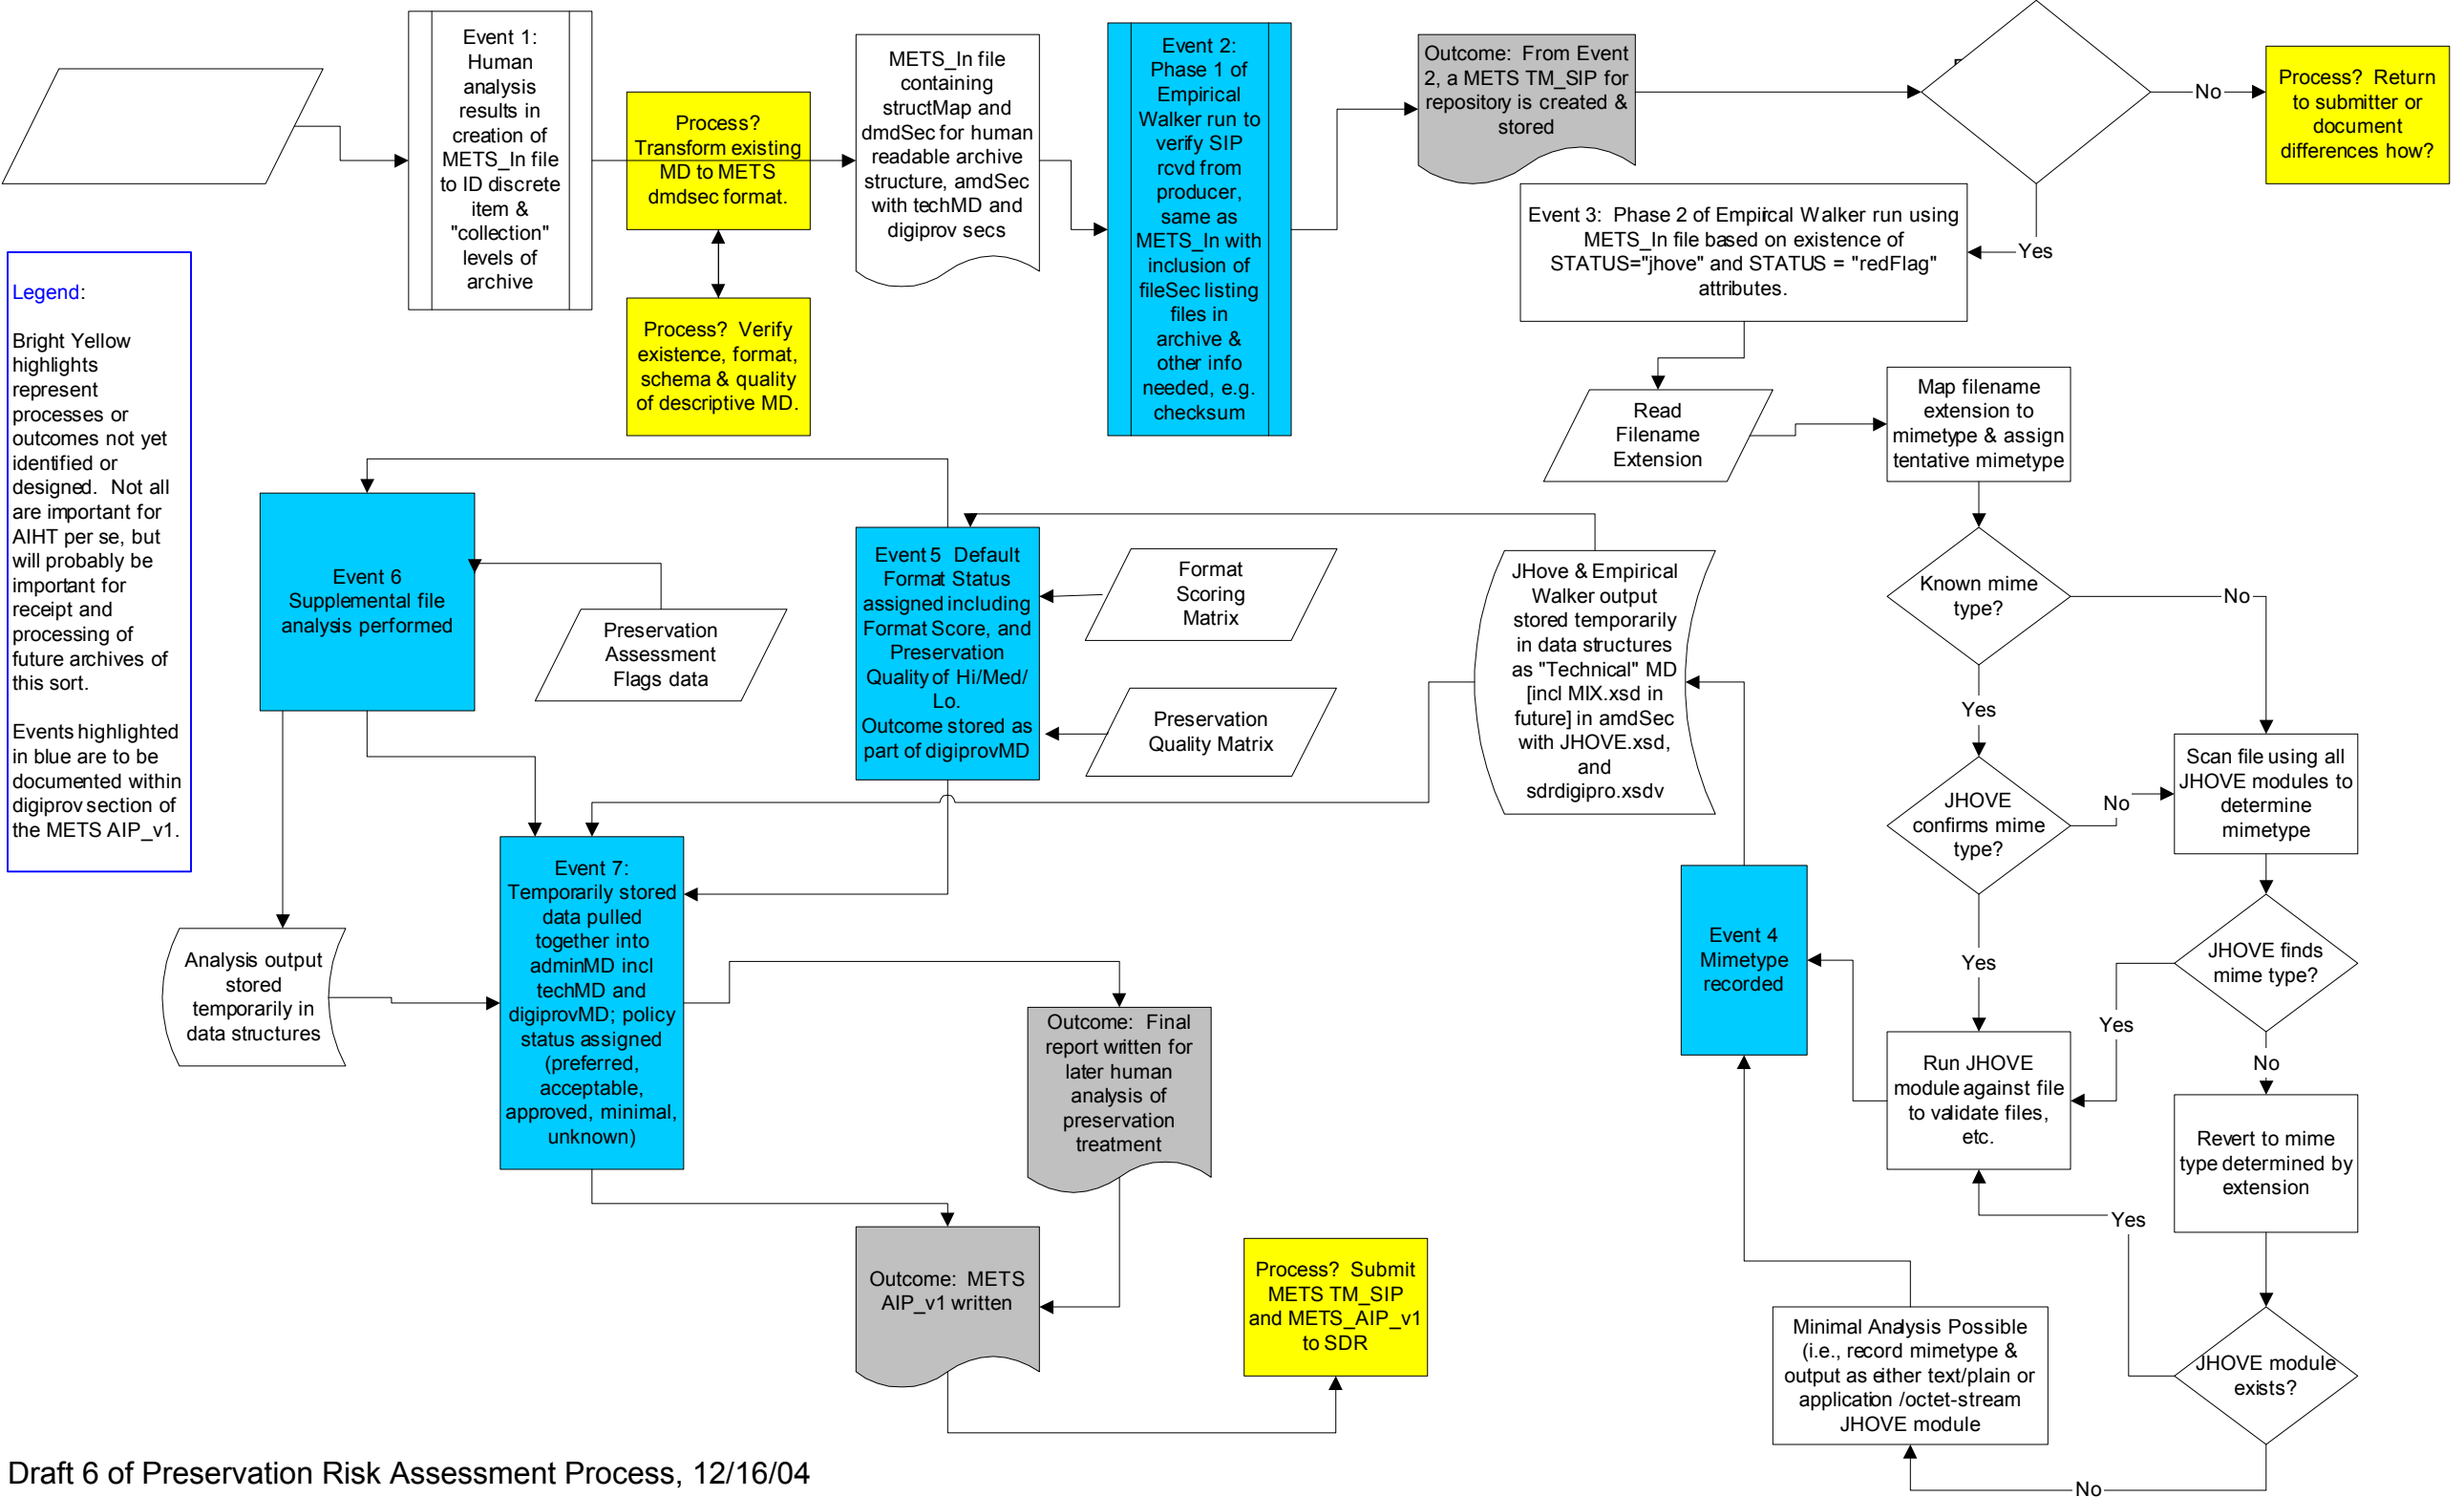 Event 1:
Human
analysis
results in
creation of
METS_In file
to ID discrete
item &
"collection"
levels of
archive
Process?
Transform existing
MD to METS
dmdsec format.
Process? Verify
existence, format,
schema & quality
of descriptive MD.
METS_In file
containing
structMap and
dmdSec for human
readable archive
structure, amdSec
with techMD and
digiprov secs
Event 2:
Phase 1 of
Empirical
Walker run to
verify SIP
rcvd from
producer,
same as
METS_In with
inclusion of
fileSec listing
files in
archive &
other info
needed, e.g.
checksum
Outcome: From Event
2, a METS TM_SIP for
repository is created &
stored
No
Process? Return
to submitter or
document
differences how?
Yes
Event 3: Phase 2 of Empirical Walker run using
METS_In file based on existence of
STATUS="jhove" and STATUS = "redFlag"
attributes.
Legend:
Bright Yellow
highlights
represent
processes or
outcomes not yet
identified or
designed. Not all
are important for
AIHT per se, but
will probably be
important for
receipt and
processing of
future archives of
this sort.
Events highlighted
in blue are to be
documented within
digiprov section of
the METS AIP_v1.
Read
Filename
Extension
Map filename
extension to
mimetype & assign
tentative mimetype
Known mime
type?
No
Yes
JHOVE
confirms mime
type?
No
Yes
Scan file using all
JHOVE modules to
determine
mimetype
JHOVE finds
mime type?
Yes
No
Run JHOVE
module against file
to validate files,
etc.
Revert to mime
type determined by
extension
Yes
JHOVE module
exists?
No
Minimal Analysis Possible
(i.e., record mimetype &
output as either text/plain or
application /octet-stream
JHOVE module
Event 4
Mimetype
recorded
JHove & Empirical
Walker output
stored temporarily
in data structures
as "Technical" MD
[incl MIX.xsd in
future] in amdSec
with JHOVE.xsd,
and
sdrdigipro.xsdv
Event 5 Default
Format Status
assigned including
Format Score, and
Preservation
Quality of Hi/Med/
Lo.
Outcome stored as
part of digiprovMD
Format
Scoring
Matrix
Preservation
Quality Matrix
Event 6
Supplemental file
analysis performed
Preservation
Assessment
Flags data
Analysis output
stored
temporarily in
data structures
Event 7:
Temporarily stored
data pulled
together into
adminMD incl
techMD and
digiprovMD; policy
status assigned
(preferred,
acceptable,
approved, minimal,
unknown)
Outcome: Final
report written for
later human
analysis of
preservation
treatment
Outcome: METS
AIP_v1 written
Process? Submit
METS TM_SIP
and METS_AIP_v1
to SDR
Draft 6 of Preservation Risk Assessment Process, 12/16/04